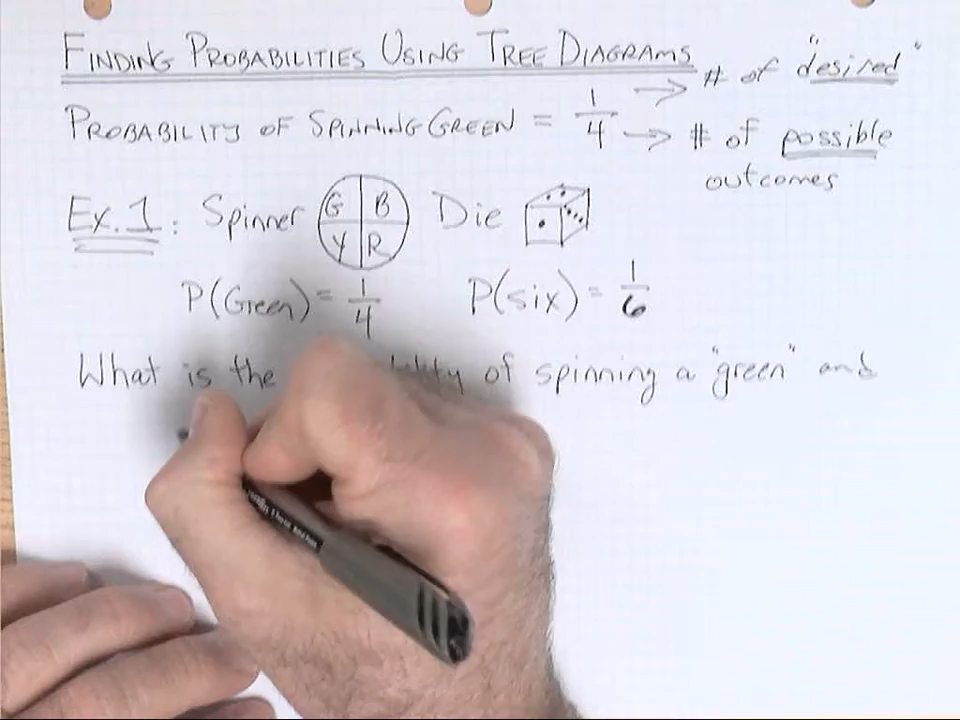 FINDING PROBABILITIES USING TREE DIAGRAMS
PROBABILITY OF SPINNING GREEN = 1/4 → # of "desired"
→ # of possible
outcomes
Ex. 1: Spinner G B Y R Die
P(Green) = 1/4 P(six) = 1/6
What is the of spinning a "green" and